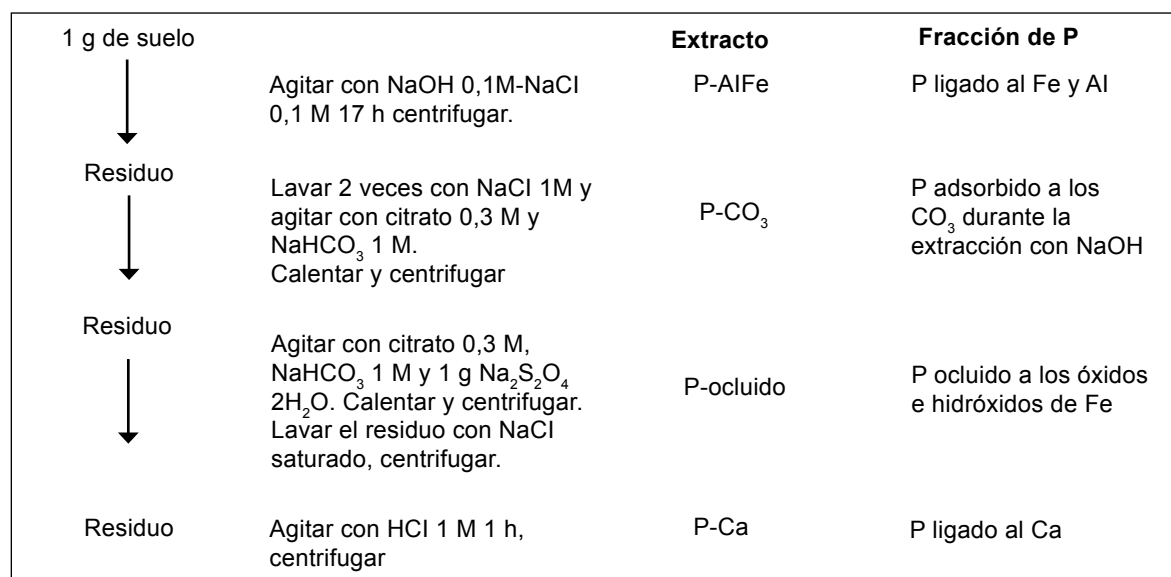 1 g de suelo
Extracto
Fracción de P
Agitar con NaOH 0,1M-NaCl
0,1 M 17 h centrifugar.
P-AlFe
P ligado al Fe y Al
Residuo
Lavar 2 veces con NaCl 1M y
agitar con citrato 0,3 M y
NaHCO₃ 1 M.
Calentar y centrifugar
P-CO₃
P adsorbido a los
CO₃ durante la
extracción con NaOH
Residuo
Agitar con citrato 0,3 M,
NaHCO₃ 1 M y 1 g Na₂S₂O₄
2H₂O. Calentar y centrifugar.
Lavar el residuo con NaCl
saturado, centrifugar.
P-ocluido
P ocluido a los óxidos
e hidróxidos de Fe
Residuo
Agitar con HCl 1 M 1 h,
centrifugar
P-Ca
P ligado al Ca